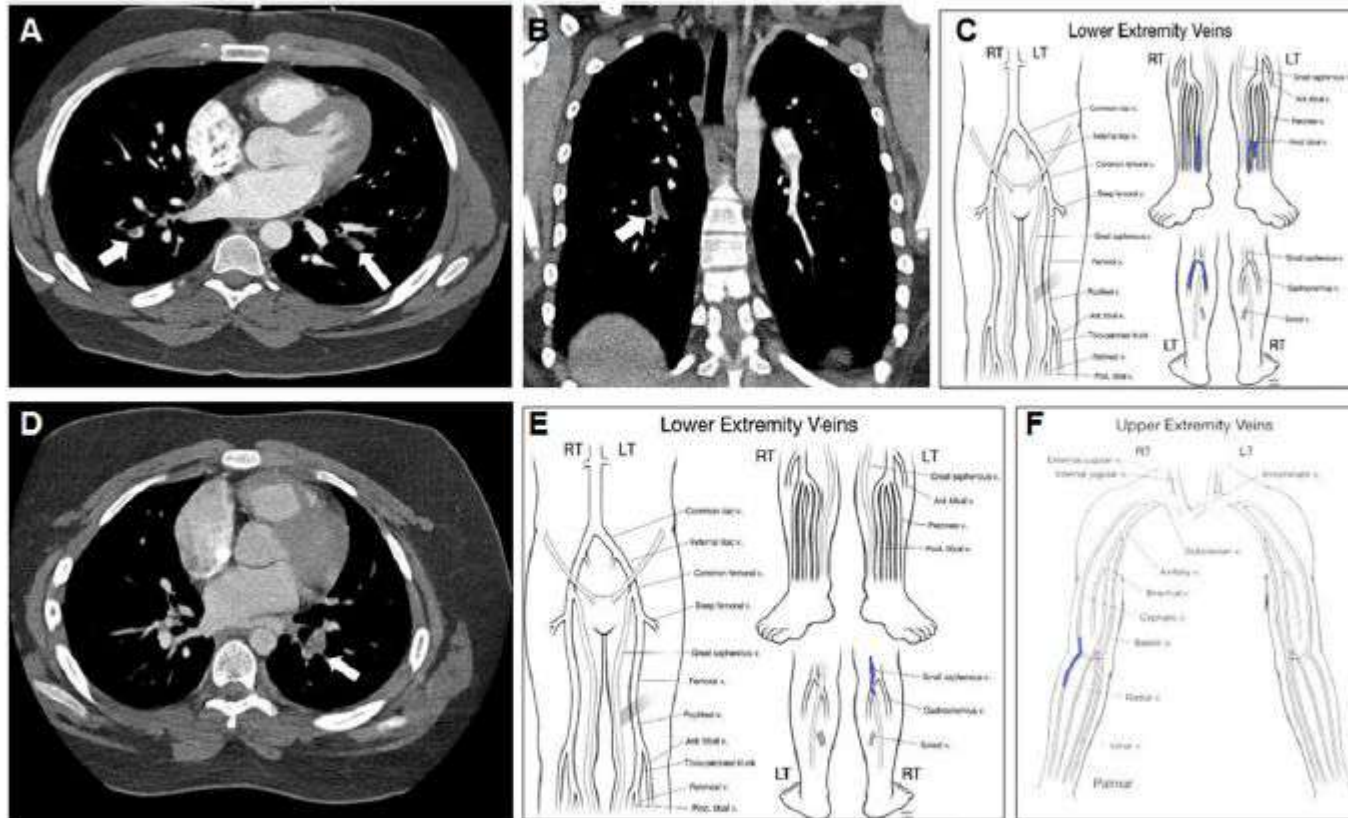 A
B
C
Lower Extremity Veins
RT
LT
RT
LT
Small saphenous v.
Ant. tibial v.
Peroneal v.
Post. tibial v.
Common iliac v.
Internal iliac v.
Common femoral v.
Deep femoral v.
Great saphenous v.
Femoral v.
Popliteal v.
Ant. tibial v.
Tibioperoneal trunk
Peroneal v.
Post. tibial v.
Small saphenous v.
Gastrocnemius v.
Soleal v.
LT
RT
D
E
Lower Extremity Veins
RT
LT
RT
LT
Ant. tibial v.
Peroneal v.
Post. tibial v.
Common iliac v.
Internal iliac v.
Common femoral v.
Deep femoral v.
Great saphenous v.
Femoral v.
Popliteal v.
Ant. tibial v.
Tibioperoneal trunk
Peroneal v.
Post. tibial v.
Small saphenous v.
Gastrocnemius v.
Soleal v.
LT
RT
F
Upper Extremity Veins
RT
LT
External jugular v.
Internal jugular v.
Innominate v.
Subclavian v.
Axillary v.
Brachial v.
Cephalic v.
Basilic v.
Radial v.
Ulnar v.
Palmar